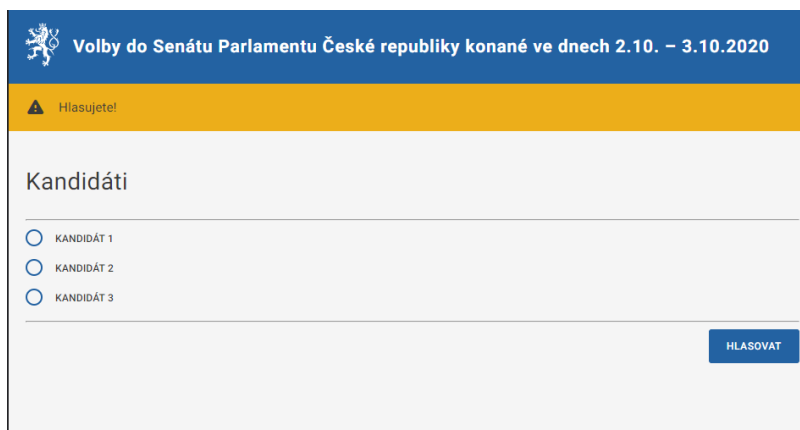 Volby do Senátu Parlamentu České republiky konané ve dnech 2.10. – 3.10.2020
Hlasujete!
Kandidáti
KANDIDÁT 1
KANDIDÁT 2
KANDIDÁT 3
HLASOVAT